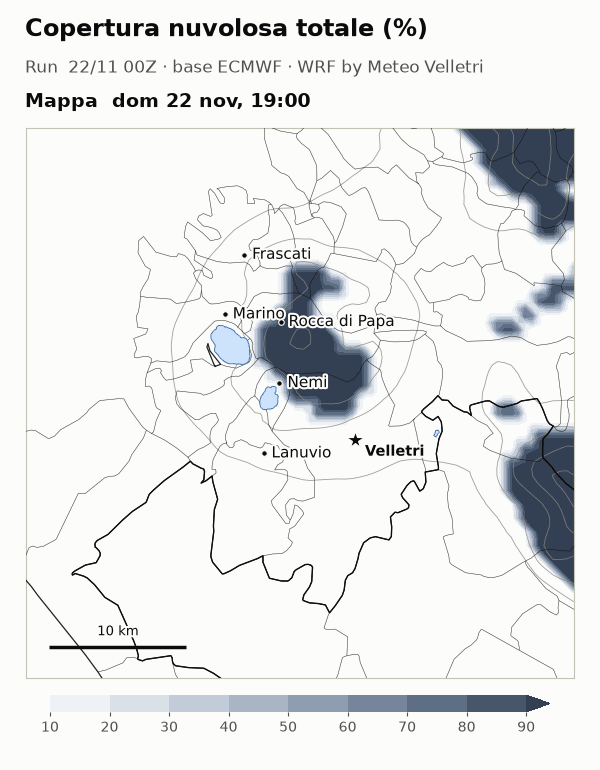 Copertura nuvolosa totale (%)
Run 22/11 00Z · base ECMWF · WRF by Meteo Velletri
Mappa dom 22 nov, 19:00
Frascati
Marino
Rocca di Papa
Nemi
Velletri
Lanuvio
10 km
10 20 30 40 50 60 70 80 90